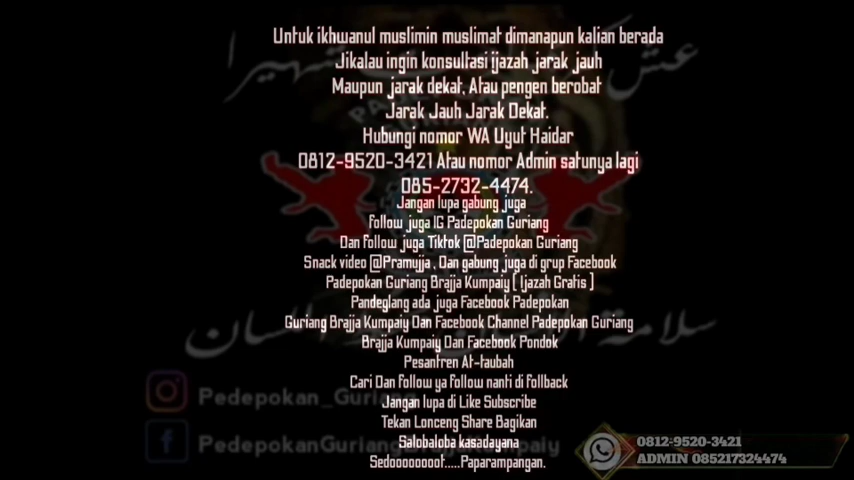 Untuk ikhwanul muslimin muslimat dimanapun kalian berada
Jikalau ingin konsultasi ijazah jarak jauh
Maupun jarak dekat, Atau pengen berobat
Jarak Jauh Jarak Dekat.
Hubungi nomor WA Uyut Haidar
0812-9520-3421 Atau nomor Admin satunya lagi
085-2732-4474.
Jangan lupa gabung juga
follow juga IG Padepokan Guriang
Dan follow juga Tiktok @Padepokan Guriang
Snack video @Pramujja , Dan gabung juga di grup Facebook
Padepokan Guriang Brajja Kumpaiy [ Ijazah Gratis ]
Pandeglang ada juga Facebook Padepokan
Guriang Brajja Kumpaiy Dan Facebook Channel Padepokan Guriang
Brajja Kumpaiy Dan Facebook Pondok
Pesantren At-taubah
Cari Dan follow ya follow nanti di follback
Jangan lupa di Like Subscribe
Tekan Lonceng Share Bagikan
Salobaloba kasadayana
Sedoooooooot.....Paparampangan.
Pedepokan_Guriang
PadepokanGuriangBrajjaKumpaiy
0812-9520-3421
ADMIN 085217324474